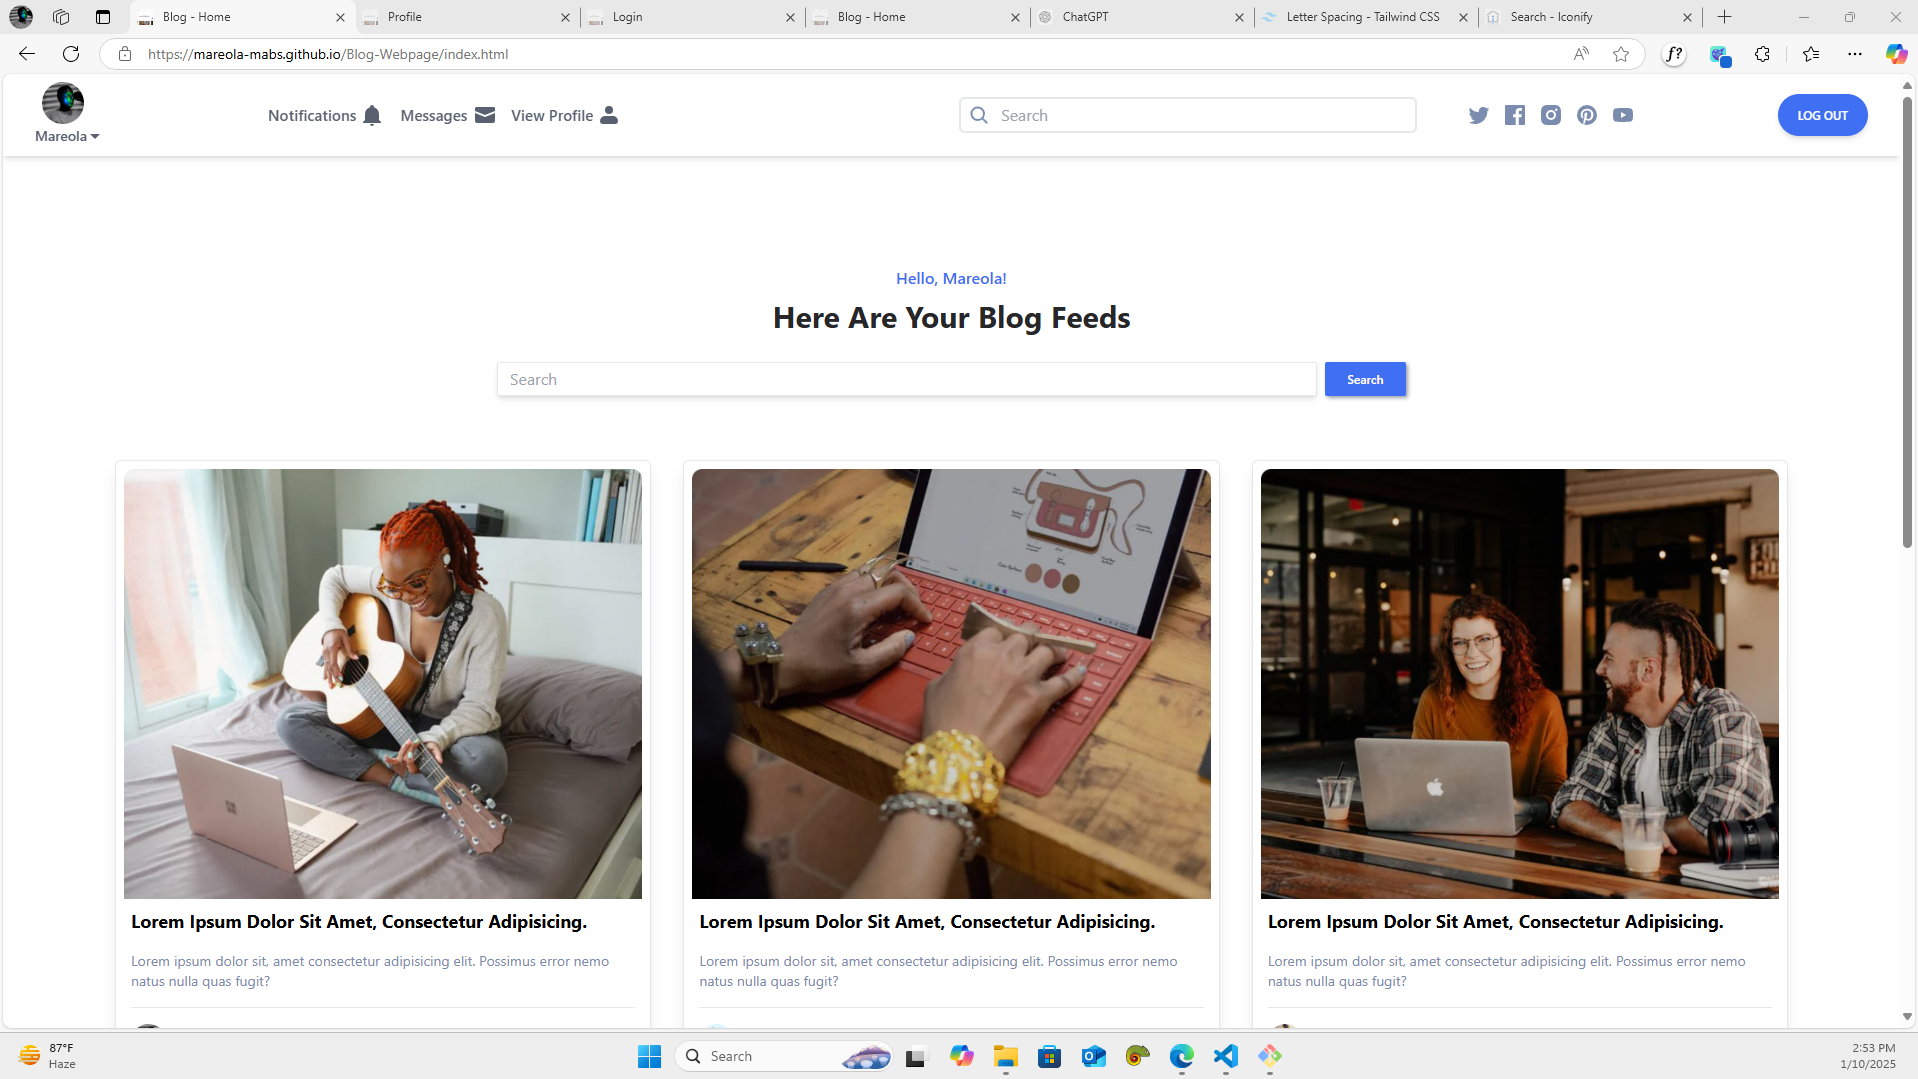 Blog - Home
Profile
Login
Blog - Home
ChatGPT
Letter Spacing - Tailwind CSS
Search - Iconify
https://mareola-mabs.github.io/Blog-Webpage/index.html
Mareola
Notifications
Messages
View Profile
Search
LOG OUT
Hello, Mareola!
Here Are Your Blog Feeds
Search
Search
Lorem Ipsum Dolor Sit Amet, Consectetur Adipisicing.
Lorem ipsum dolor sit, amet consectetur adipisicing elit. Possimus error nemo
natus nulla quas fugit?
Lorem Ipsum Dolor Sit Amet, Consectetur Adipisicing.
Lorem ipsum dolor sit, amet consectetur adipisicing elit. Possimus error nemo
natus nulla quas fugit?
Lorem Ipsum Dolor Sit Amet, Consectetur Adipisicing.
Lorem ipsum dolor sit, amet consectetur adipisicing elit. Possimus error nemo
natus nulla quas fugit?
87°F
Haze
Search
2:53 PM
1/10/2025